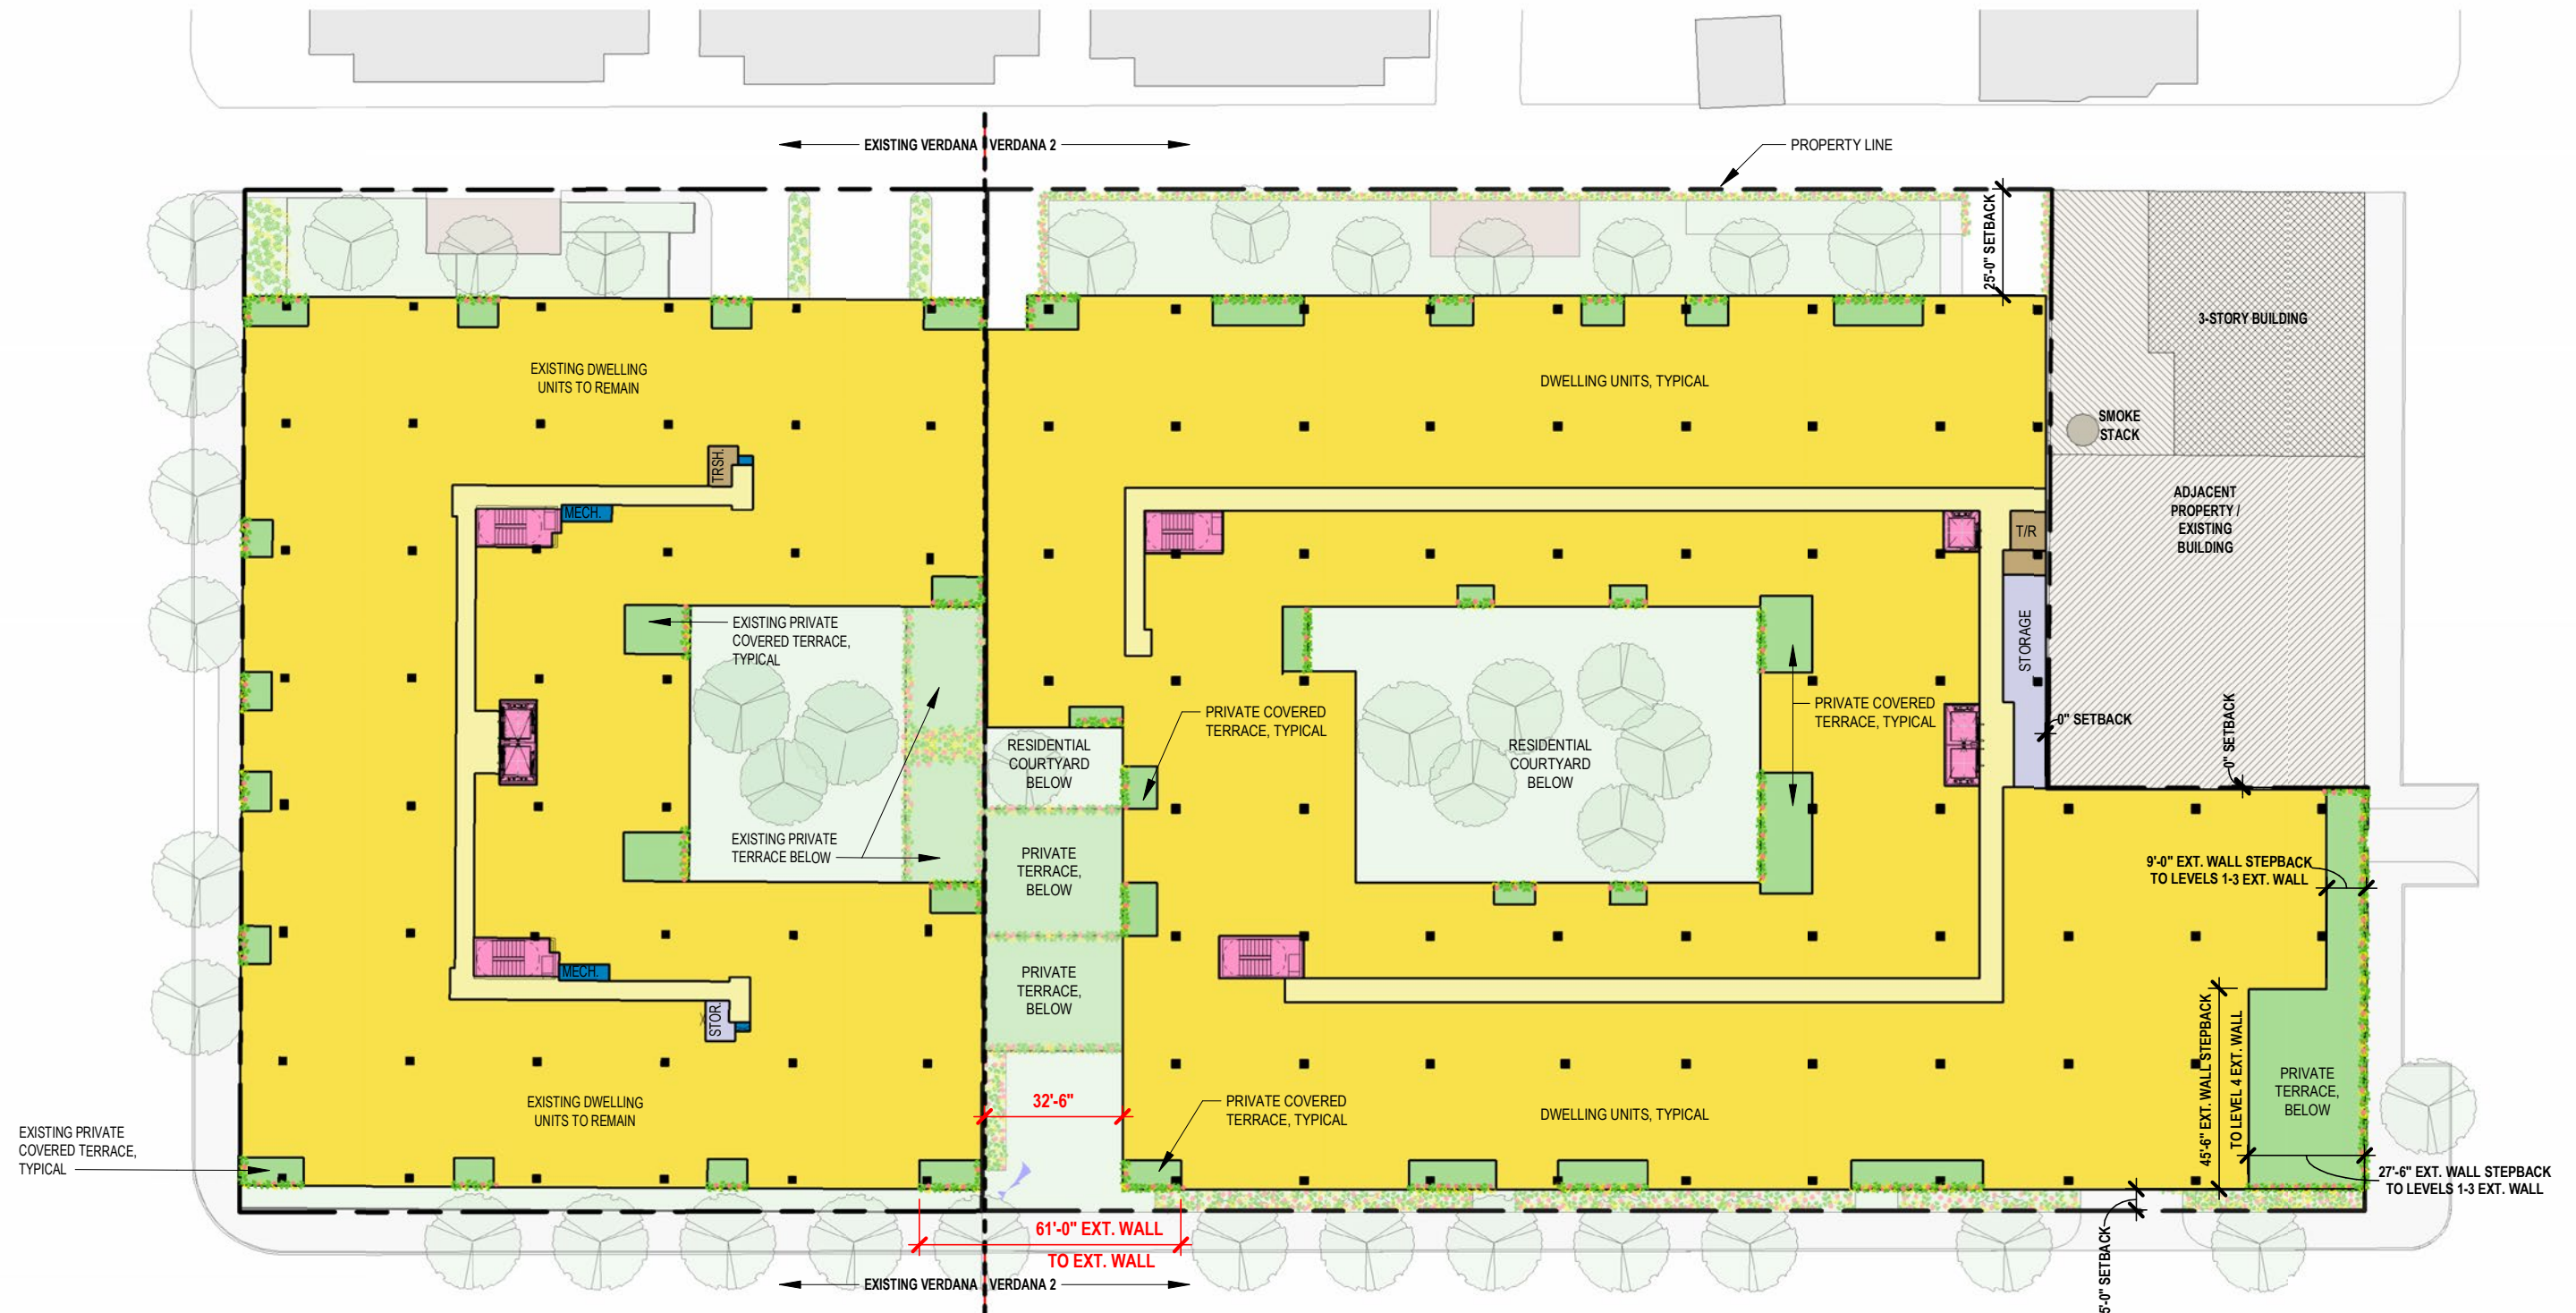 EXISTING VERDANA
VERDANA 2
PROPERTY LINE
25'-0" SETBACK
3-STORY BUILDING
EXISTING DWELLING
UNITS TO REMAIN
DWELLING UNITS, TYPICAL
SMOKE
STACK
TRSH.
MECH.
ADJACENT
PROPERTY /
EXISTING
BUILDING
T/R
STORAGE
EXISTING PRIVATE
COVERED TERRACE,
TYPICAL
PRIVATE COVERED
TERRACE, TYPICAL
PRIVATE COVERED
TERRACE, TYPICAL
0" SETBACK
0" SETBACK
RESIDENTIAL
COURTYARD
BELOW
RESIDENTIAL
COURTYARD
BELOW
EXISTING PRIVATE
TERRACE BELOW
PRIVATE
TERRACE,
BELOW
9'-0" EXT. WALL STEPBACK
TO LEVELS 1-3 EXT. WALL
MECH.
STOR.
PRIVATE
TERRACE,
BELOW
45'-6" EXT. WALL STEPBACK
TO LEVEL 4 EXT. WALL
PRIVATE
TERRACE,
BELOW
EXISTING DWELLING
UNITS TO REMAIN
32'-6"
PRIVATE COVERED
TERRACE, TYPICAL
DWELLING UNITS, TYPICAL
EXISTING PRIVATE
COVERED TERRACE,
TYPICAL
27'-6" EXT. WALL STEPBACK
TO LEVELS 1-3 EXT. WALL
61'-0" EXT. WALL
TO EXT. WALL
5'-0" SETBACK
EXISTING VERDANA
VERDANA 2